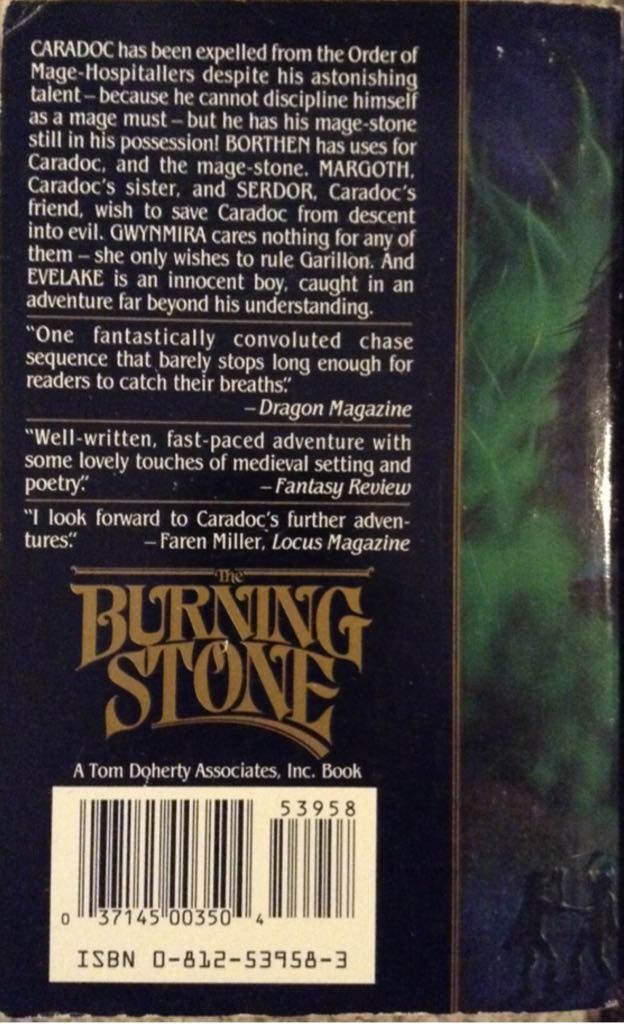 CARADOC has been expelled from the Order of
Mage-Hospitallers despite his astonishing
talent – because he cannot discipline himself
as a mage must – but he has his mage-stone
still in his possession! BORTHEN has uses for
Caradoc, and the mage-stone. MARGOTH,
Caradoc's sister, and SERDOR, Caradoc's
friend, wish to save Caradoc from descent
into evil. GWYNMIRA cares nothing for any of
them – she only wishes to rule Garillon. And
EVELAKE is an innocent boy, caught in an
adventure far beyond his understanding.
"One fantastically convoluted chase
sequence that barely stops long enough for
readers to catch their breaths."
– Dragon Magazine
"Well-written, fast-paced adventure with
some lovely touches of medieval setting and
poetry." – Fantasy Review
"I look forward to Caradoc's further adven-
tures." – Faren Miller, Locus Magazine
The
BURNING
STONE
A Tom Doherty Associates, Inc. Book
53958
0 37145 00350 4
ISBN 0-812-53958-3